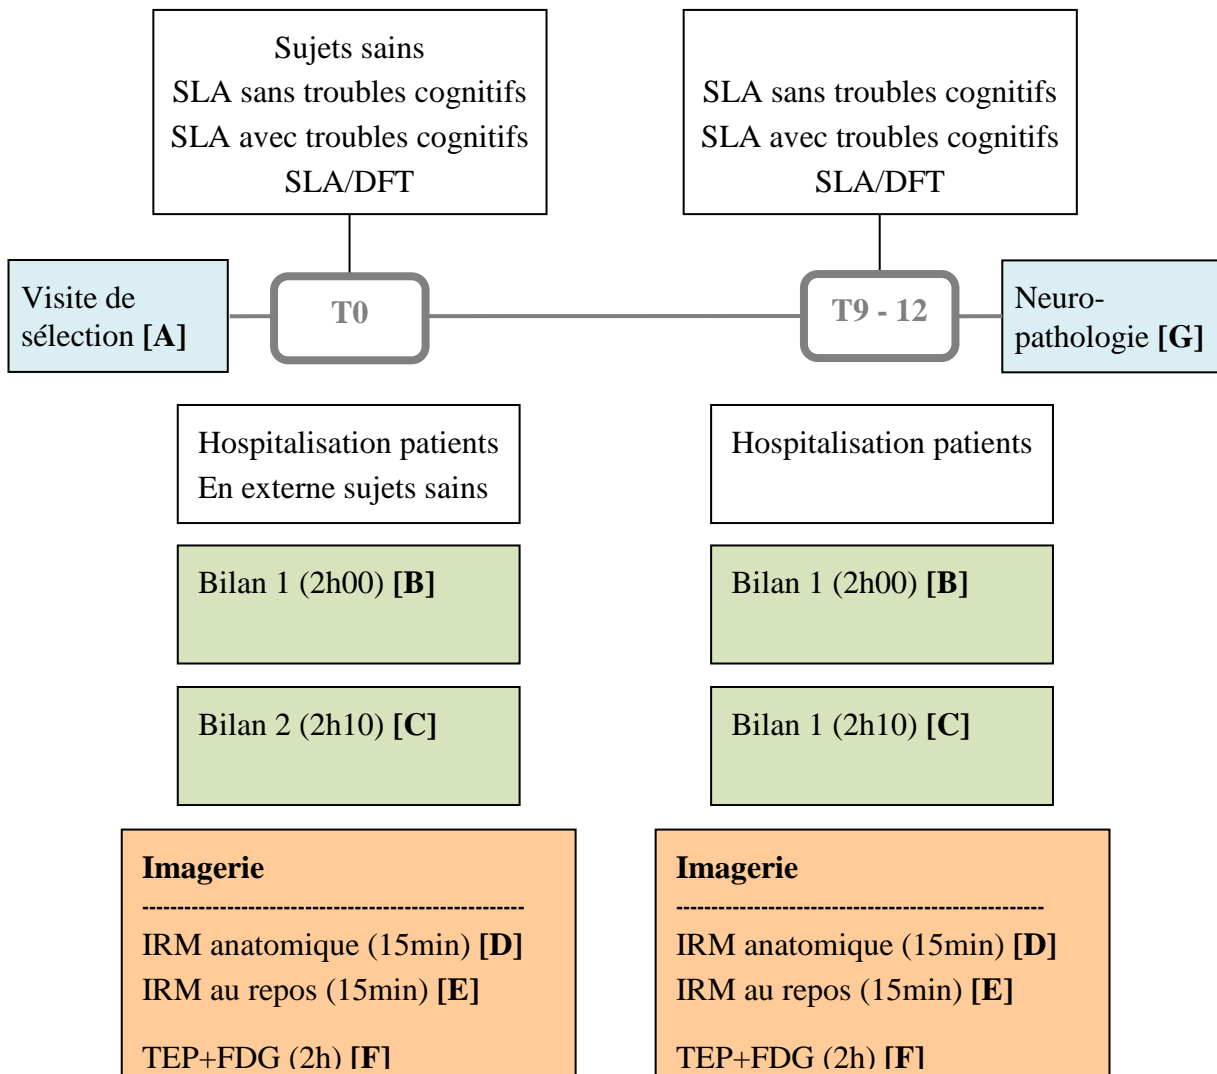 Sujets sains
SLA sans troubles cognitifs
SLA avec troubles cognitifs
SLA/DFT
SLA sans troubles cognitifs
SLA avec troubles cognitifs
SLA/DFT
Visite de
sélection [A]
T0
T9 - 12
Neuro-
pathologie [G]
Hospitalisation patients
En externe sujets sains
Hospitalisation patients
Bilan 1 (2h00) [B]
Bilan 1 (2h00) [B]
Bilan 2 (2h10) [C]
Bilan 1 (2h10) [C]
Imagerie
------------------------------------------------------
IRM anatomique (15min) [D]
IRM au repos (15min) [E]
TEP+FDG (2h) [F]
Imagerie
----------------------------------------------------
IRM anatomique (15min) [D]
IRM au repos (15min) [E]
TEP+FDG (2h) [F]